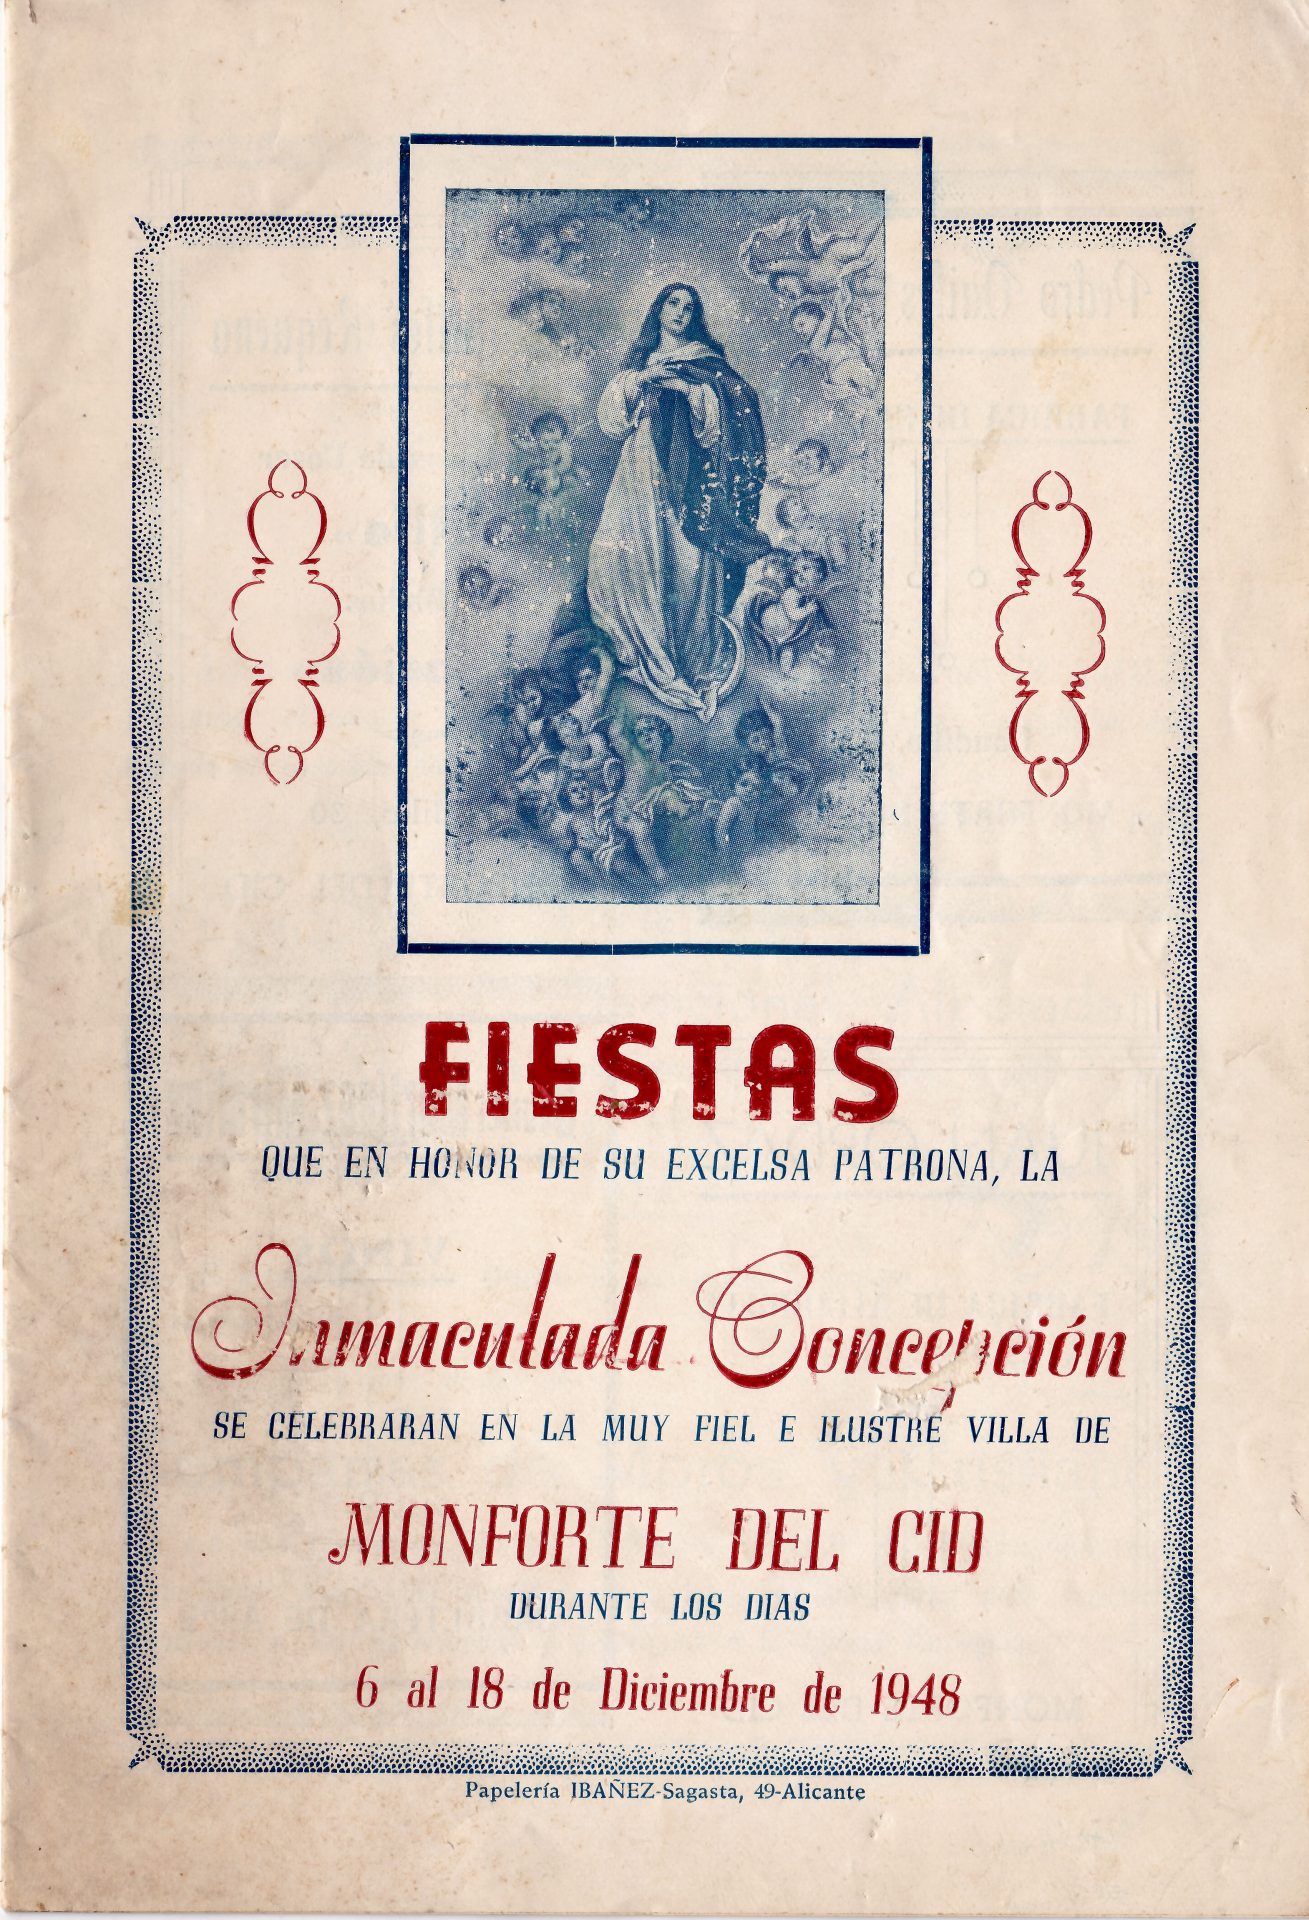 FIESTAS
QUE EN HONOR DE SU EXCELSA PATRONA, LA
Inmaculada Concepción
SE CELEBRARAN EN LA MUY FIEL E ILUSTRE VILLA DE
MONFORTE DEL CID
DURANTE LOS DIAS
6 al 18 de Diciembre de 1948
Papelería IBAÑEZ-Sagasta, 49-Alicante